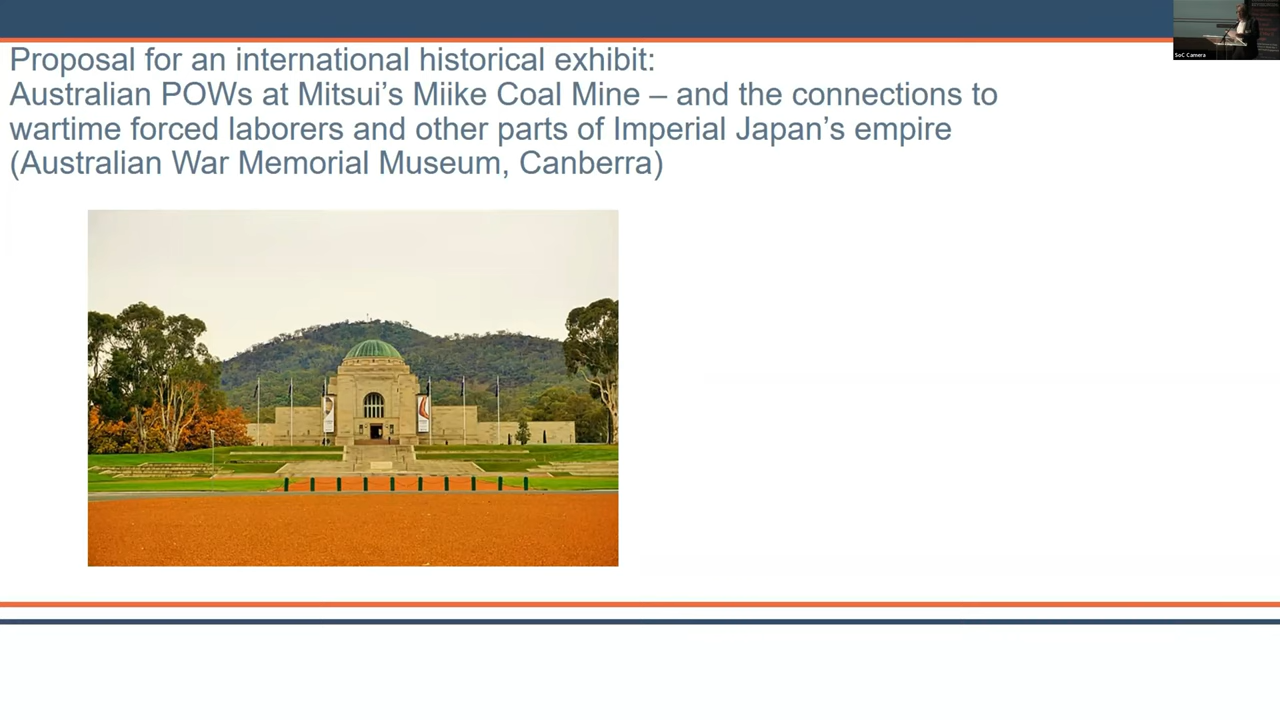 Proposal for an international historical exhibit:
Australian POWs at Mitsui’s Miike Coal Mine – and the connections to
wartime forced laborers and other parts of Imperial Japan’s empire
(Australian War Memorial Museum, Canberra)
SoC Camera